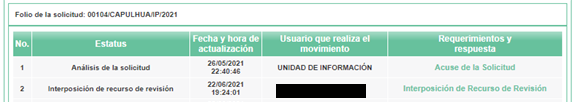 Folio de la solicitud: 00104/CAPULHUA/IP/2021
No. Estatus Fecha y hora de actualización Usuario que realiza el movimiento Requerimientos y respuesta
1 Análisis de la solicitud 26/05/2021 22:40:46 UNIDAD DE INFORMACIÓN Acuse de la Solicitud
2 Interposición de recurso de revisión 22/06/2021 19:24:01 Interposición de Recurso de Revisión